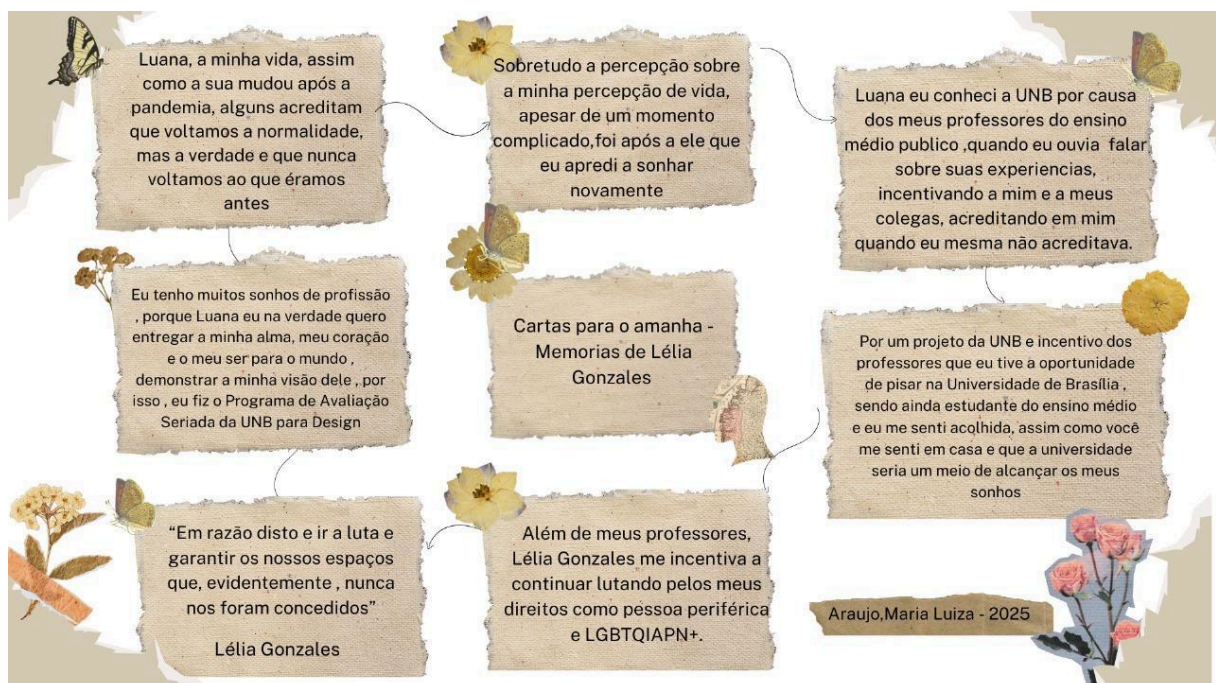 Luana, a minha vida, assim
como a sua mudou após a
pandemia, alguns acreditam
que voltamos a normalidade,
mas a verdade e que nunca
voltamos ao que éramos
antes
Sobretudo a percepção sobre
a minha percepção de vida,
apesar de um momento
complicado,foi após a ele que
eu apredi a sonhar
novamente
Luana eu conheci a UNB por causa
dos meus professores do ensino
médio publico ,quando eu ouvia falar
sobre suas experiencias,
incentivando a mim e a meus
colegas, acreditando em mim
quando eu mesma não acreditava.
Eu tenho muitos sonhos de profissão
, porque Luana eu na verdade quero
entregar a minha alma, meu coração
e o meu ser para o mundo ,
demonstrar a minha visão dele , por
isso , eu fiz o Programa de Avaliação
Seriada da UNB para Design
Cartas para o amanha -
Memorias de Lélia
Gonzales
Por um projeto da UNB e incentivo dos
professores que eu tive a oportunidade
de pisar na Universidade de Brasília ,
sendo ainda estudante do ensino médio
e eu me senti acolhida, assim como você
me senti em casa e que a universidade
seria um meio de alcançar os meus
sonhos
“Em razão disto e ir a luta e
garantir os nossos espaços
que, evidentemente , nunca
nos foram concedidos”
Lélia Gonzales
Além de meus professores,
Lélia Gonzales me incentiva a
continuar lutando pelos meus
direitos como pessoa periférica
e LGBTQIAPN+.
Araujo,Maria Luiza - 2025